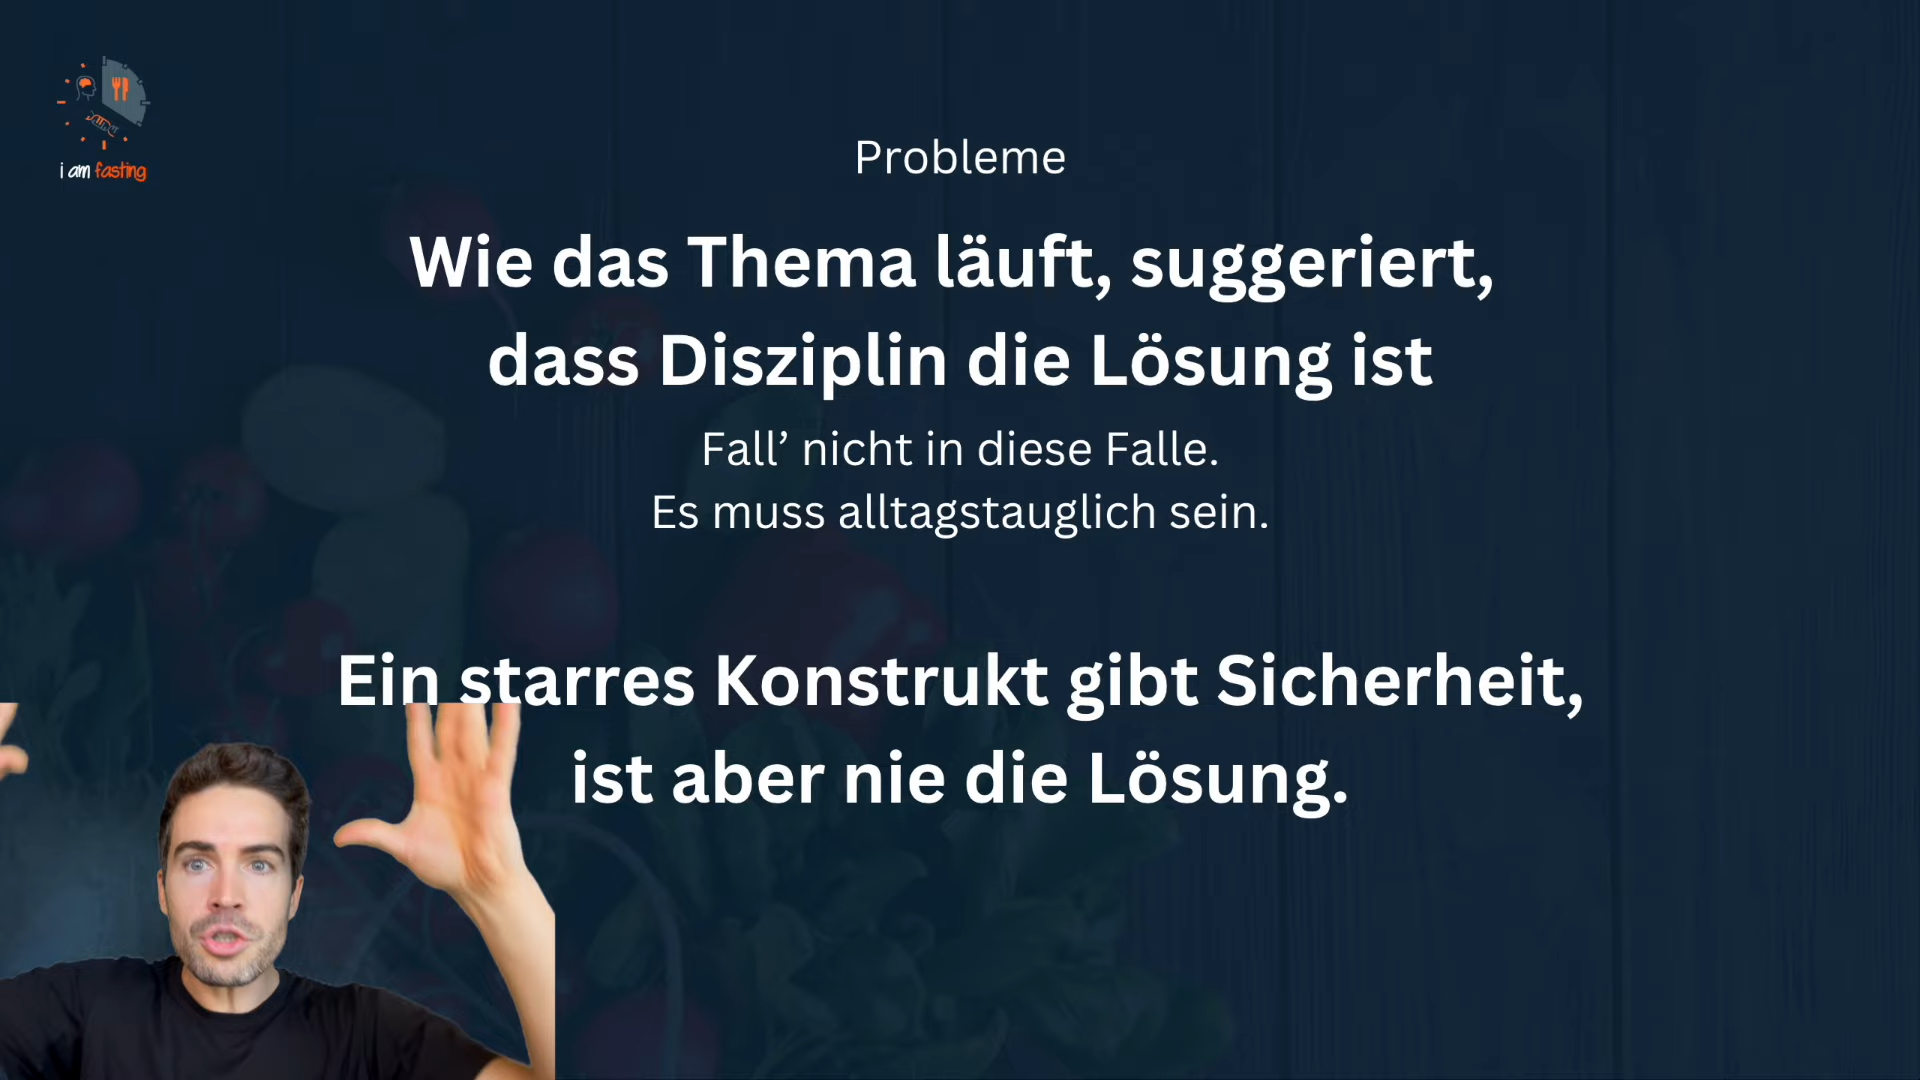 i am fasting
Probleme
Wie das Thema läuft, suggeriert,
dass Disziplin die Lösung ist
Fall’ nicht in diese Falle.
Es muss alltagstauglich sein.
Ein starres Konstrukt gibt Sicherheit,
ist aber nie die Lösung.